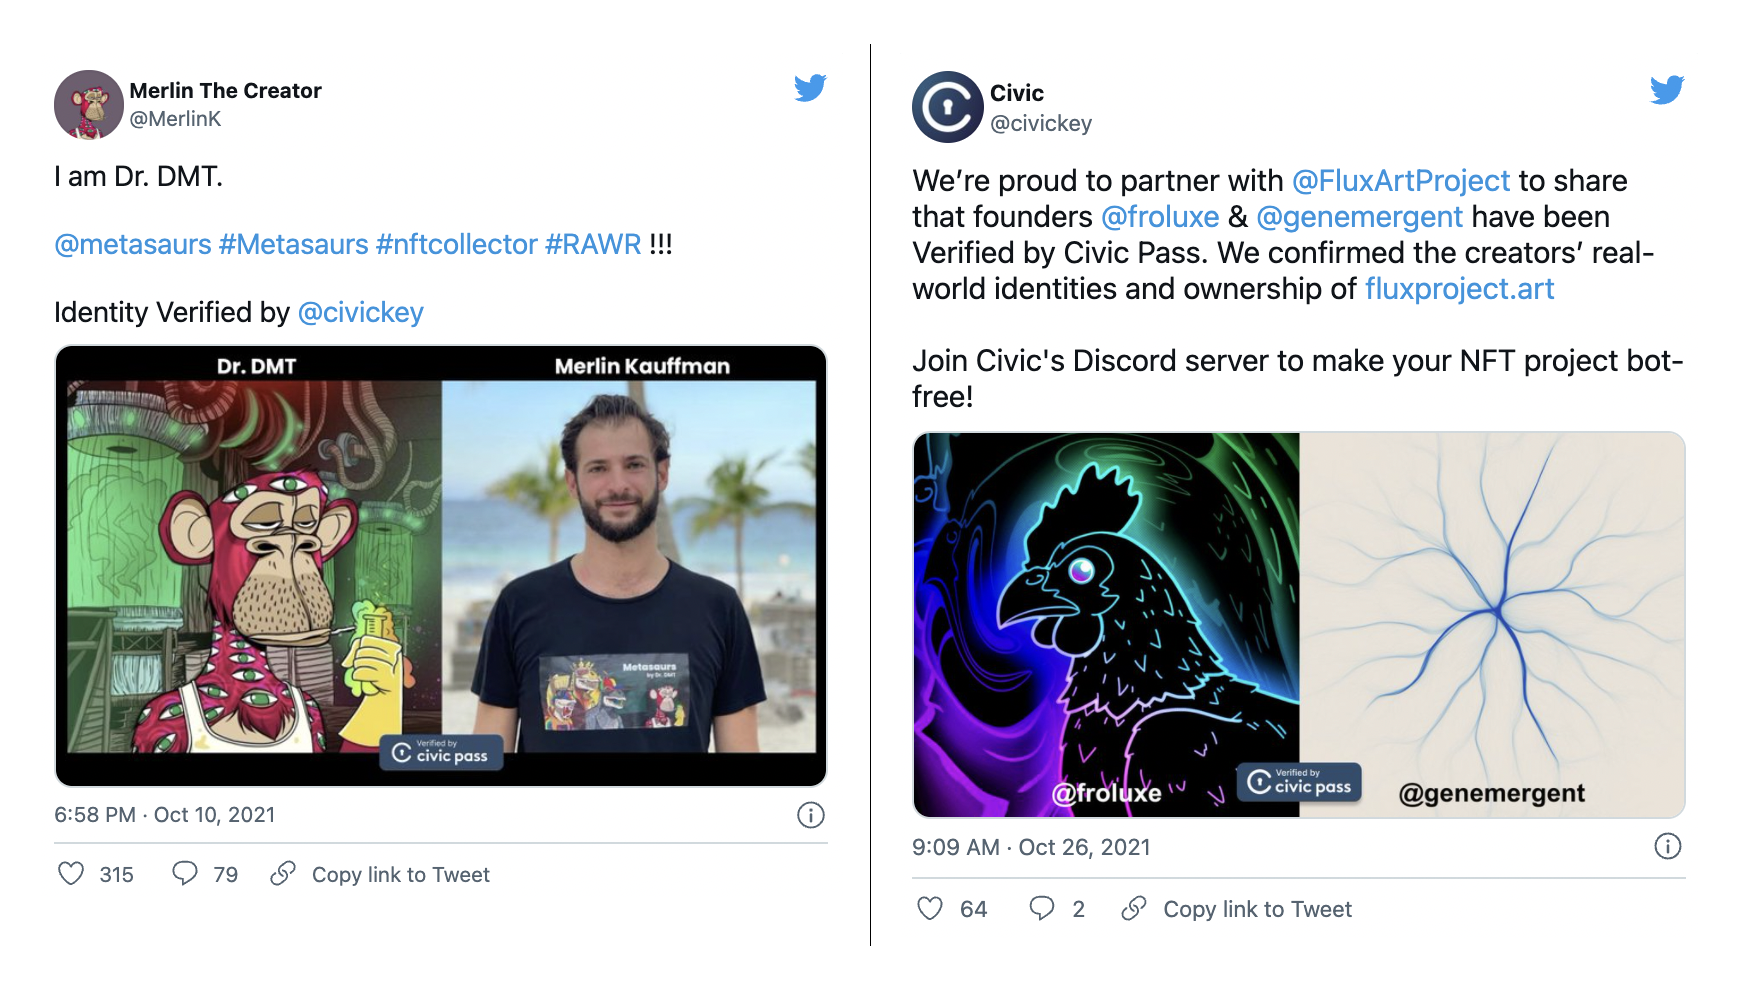 Merlin The Creator
@MerlinK
I am Dr. DMT.
@metasaurs #Metasaurs #nftcollector #RAWR !!!
Identity Verified by @civickey
Dr. DMT
Merlin Kauffman
Metasaurs
by Dr. DMT
Verified by
civic pass
6:58 PM · Oct 10, 2021
315
79
Copy link to Tweet
Civic
@civickey
We’re proud to partner with @FluxArtProject to share
that founders @froluxe & @genemergent have been
Verified by Civic Pass. We confirmed the creators’ real-
world identities and ownership of fluxproject.art
Join Civic's Discord server to make your NFT project bot-
free!
@froluxe
Verified by
civic pass
@genemergent
9:09 AM · Oct 26, 2021
64
2
Copy link to Tweet